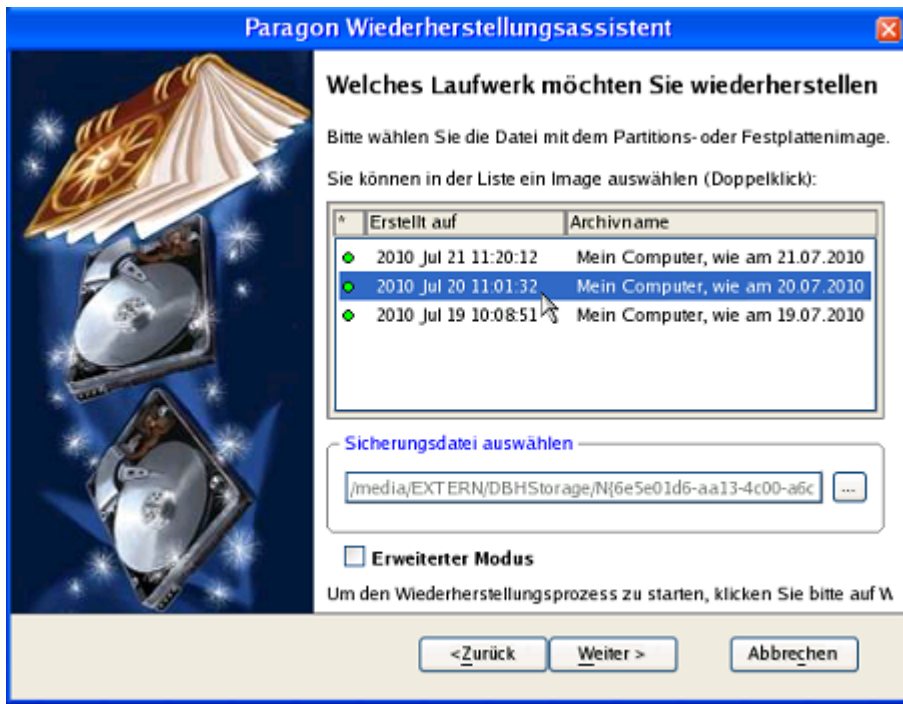 Paragon Wiederherstellungsassistent
Welches Laufwerk möchten Sie wiederherstellen
Bitte wählen Sie die Datei mit dem Partitions- oder Festplattenimage.
Sie können in der Liste ein Image auswählen (Doppelklick):
* Erstellt auf Archivname
2010 Jul 21 11:20:12 Mein Computer, wie am 21.07.2010
2010 Jul 20 11:01:32 Mein Computer, wie am 20.07.2010
2010 Jul 19 10:08:51 Mein Computer, wie am 19.07.2010
Sicherungsdatei auswählen
/media/EXTERN/DBHStorage/N{6e5e01d6-aa13-4c00-a6c ...
Erweiterter Modus
Um den Wiederherstellungsprozess zu starten, klicken Sie bitte auf W
<Zurück Weiter > Abbrechen